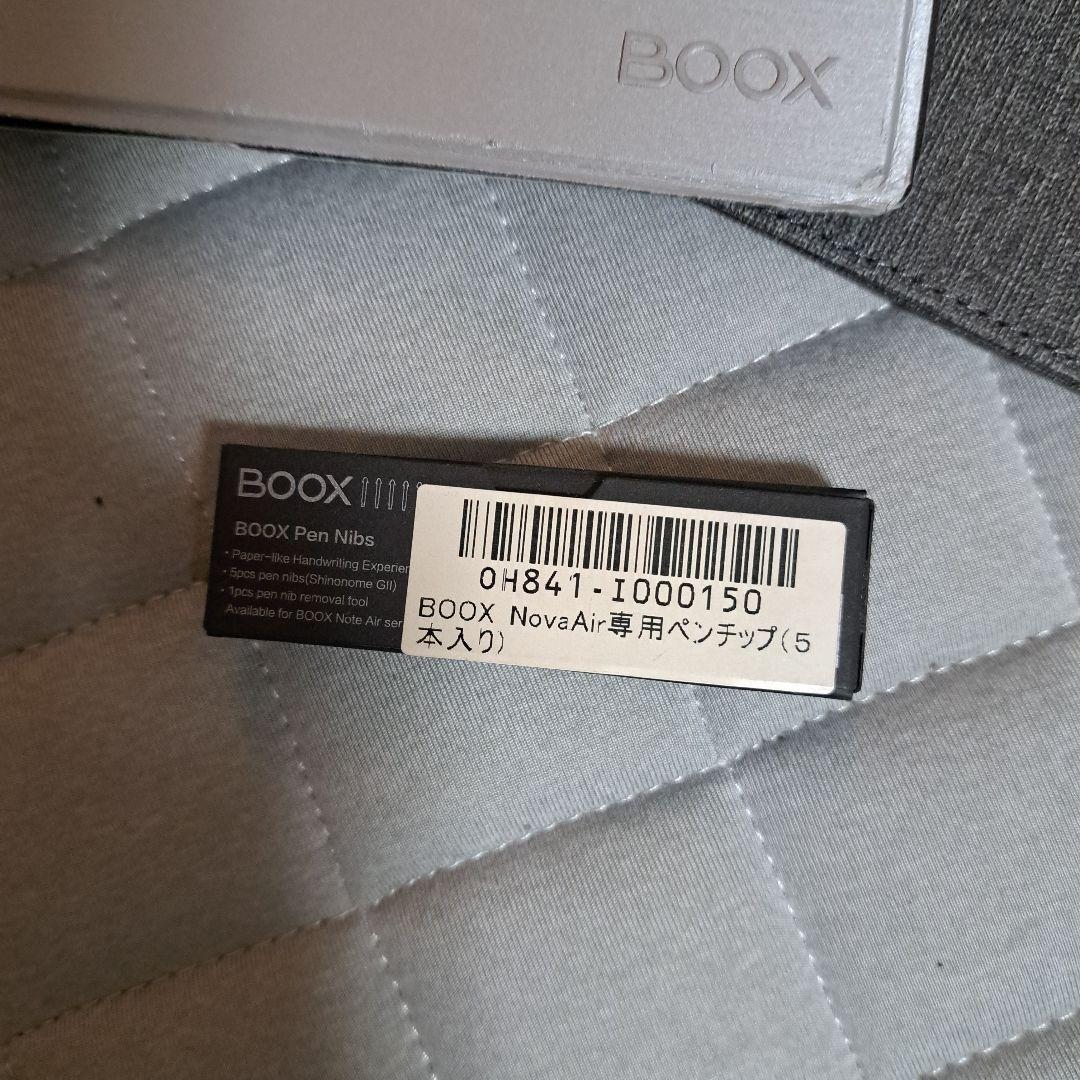 BOOX
BOOX
BOOX Pen Nibs
• Paper-like Handwriting
• 5pcs pen nibs(Shinonome GII)
• 1pcs pen nib removal tool
Available for BOOX Note Air
0H841-I000150
BOOX NovaAir専用ペンチップ(5
本入り)